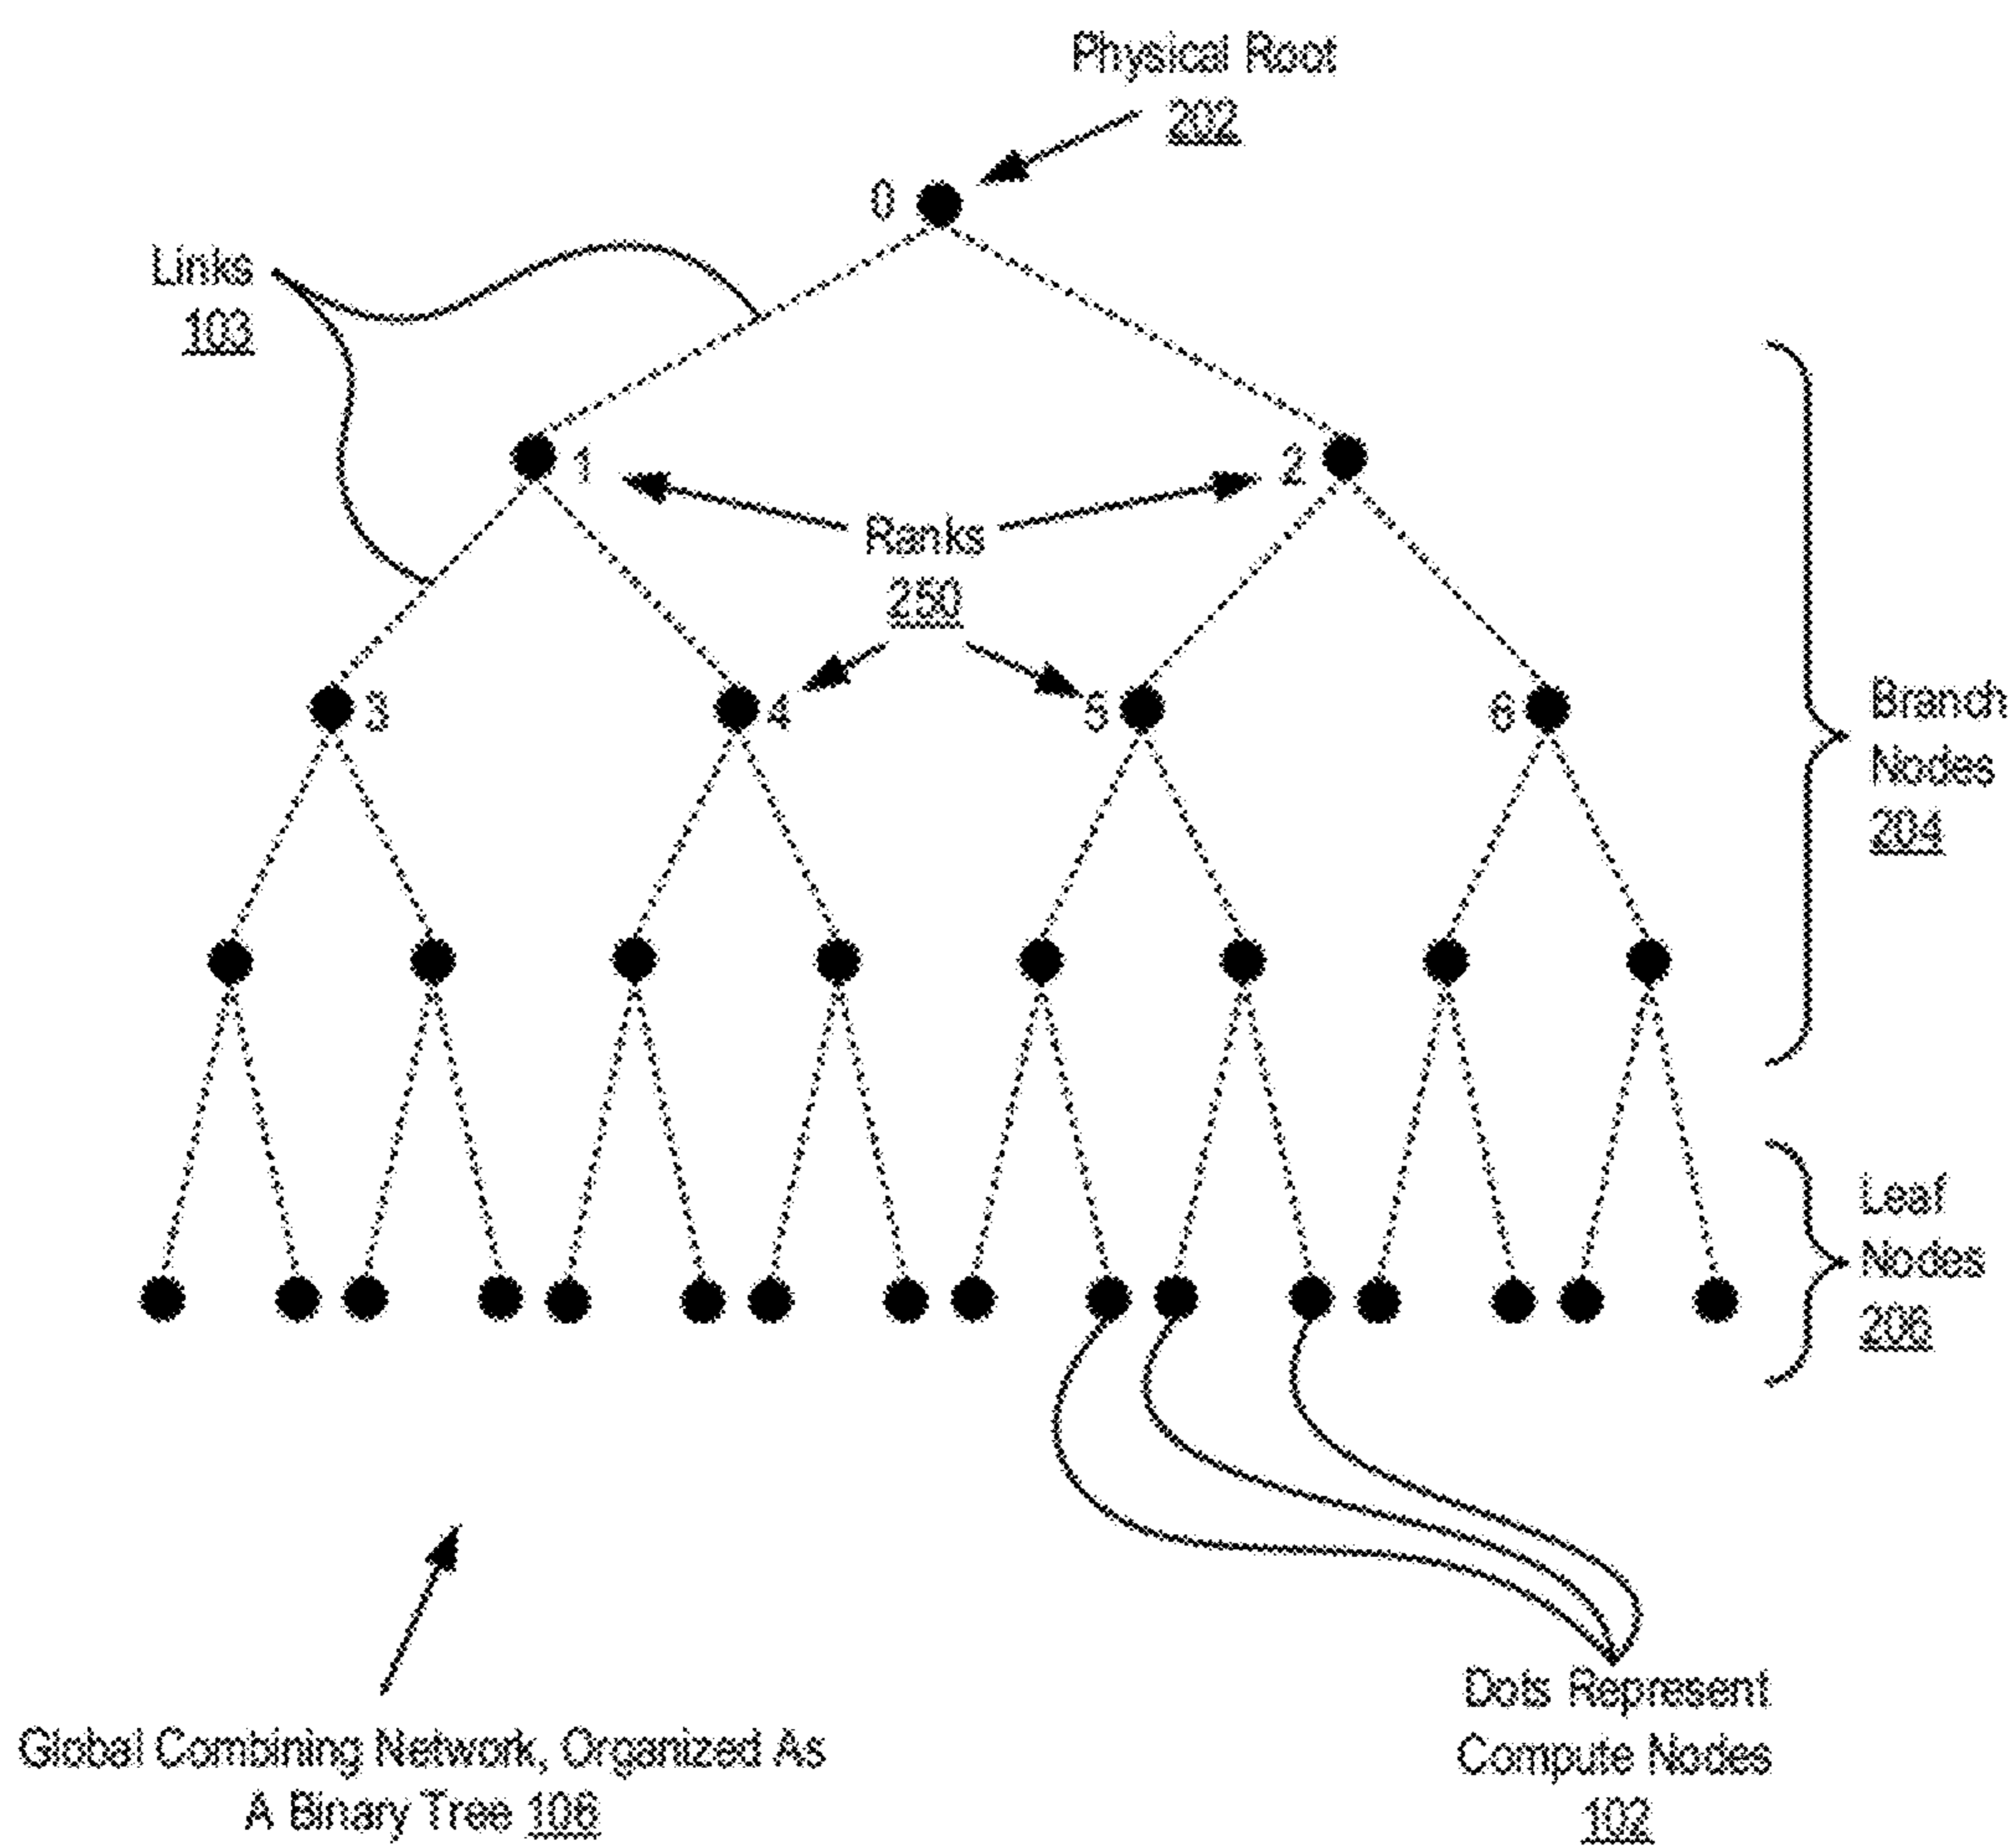 Physical Root
202
0
Links
103
1
2
Ranks
250
3
4
5
6
Branch
Nodes
204
Leaf
Nodes
206
Dots Represent
Compute Nodes
102
Global Combining Network, Organized As
A Binary Tree 106